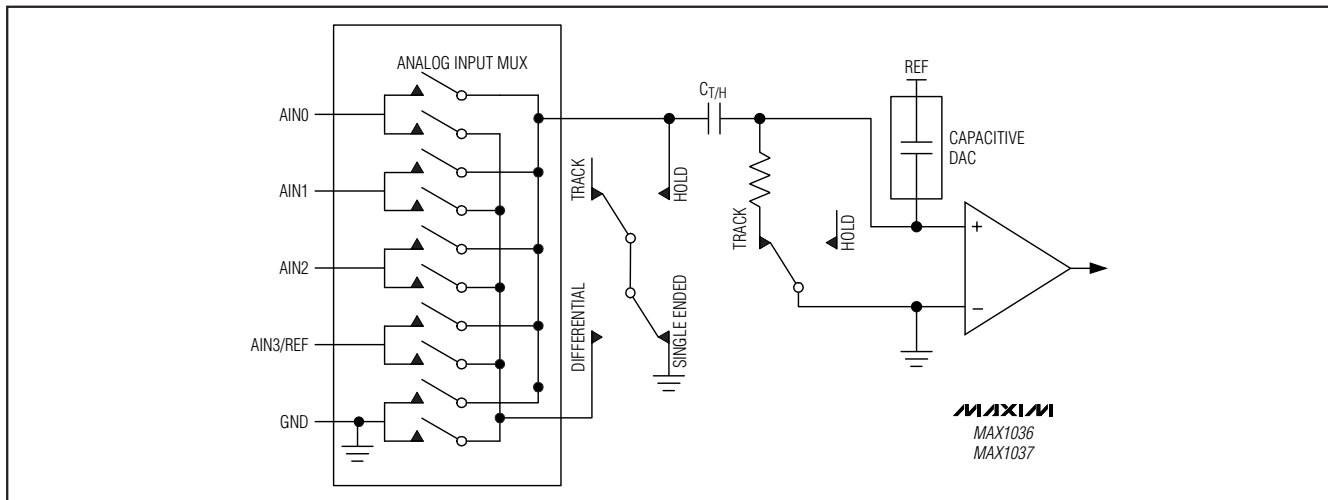 ANALOG INPUT MUX
AIN0
AIN1
AIN2
AIN3/REF
GND
TRACK
HOLD
DIFFERENTIAL
SINGLE ENDED
CT/H
TRACK
HOLD
REF
CAPACITIVE
DAC
+
−
MAXIM
MAX1036
MAX1037